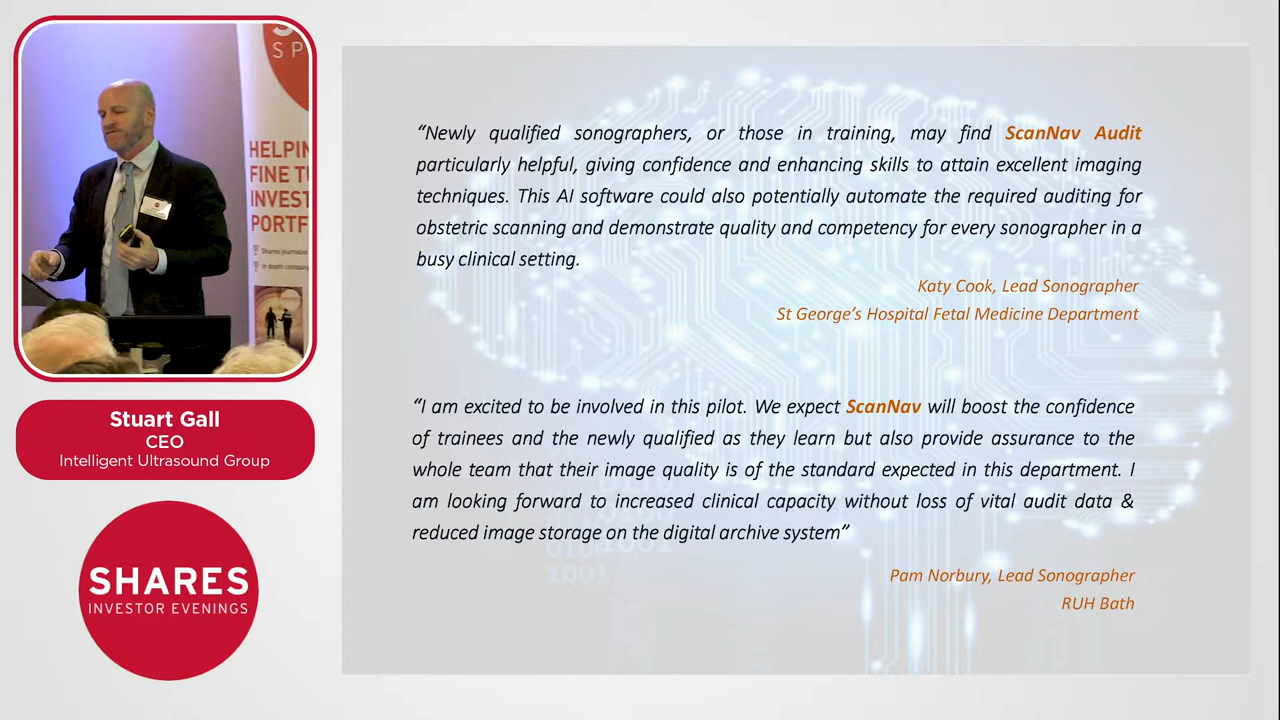 S P
HELPIN
FINE TU
INVEST
PORTF
Shares journalis
In depth company
Stuart Gall
CEO
Intelligent Ultrasound Group
SHARES
INVESTOR EVENINGS
“Newly qualified sonographers, or those in training, may find ScanNav Audit
particularly helpful, giving confidence and enhancing skills to attain excellent imaging
techniques. This AI software could also potentially automate the required auditing for
obstetric scanning and demonstrate quality and competency for every sonographer in a
busy clinical setting.
Katy Cook, Lead Sonographer
St George’s Hospital Fetal Medicine Department
“I am excited to be involved in this pilot. We expect ScanNav will boost the confidence
of trainees and the newly qualified as they learn but also provide assurance to the
whole team that their image quality is of the standard expected in this department. I
am looking forward to increased clinical capacity without loss of vital audit data &
reduced image storage on the digital archive system”
Pam Norbury, Lead Sonographer
RUH Bath